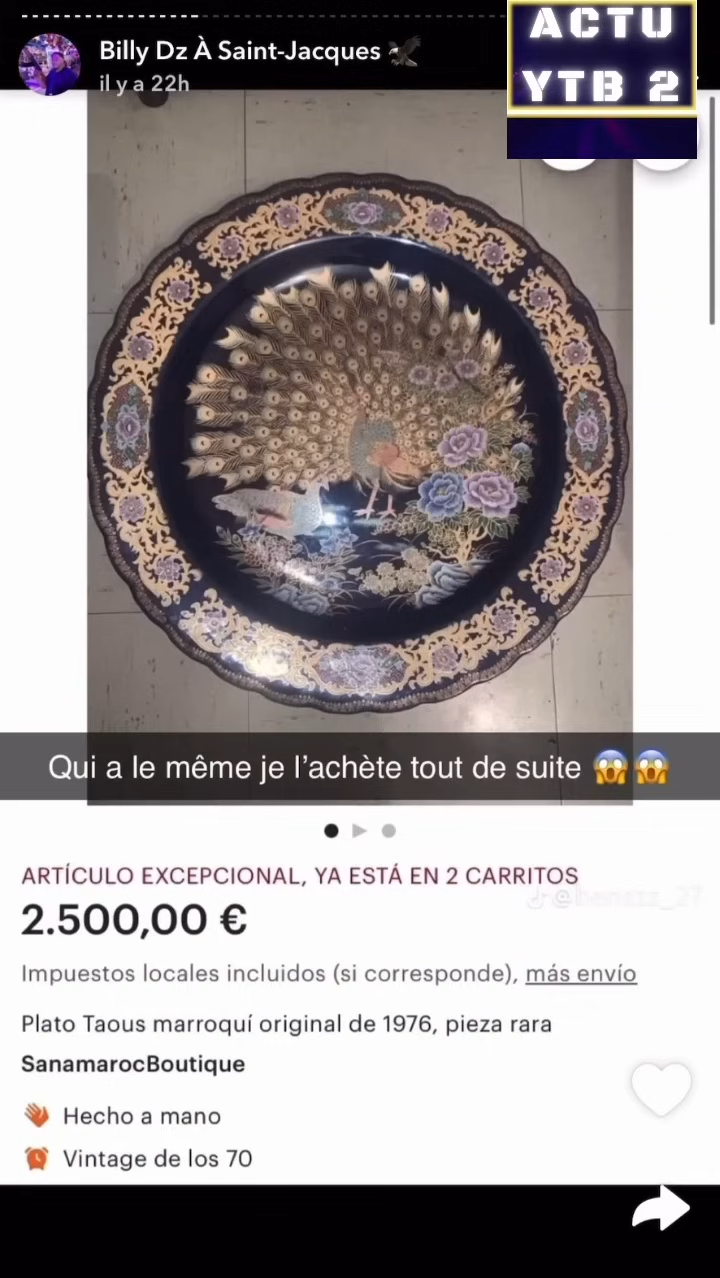 Billy Dz À Saint-Jacques
il y a 22h
ACTU
YTB 2
Qui a le même je l'achète tout de suite 😱😱
ARTÍCULO EXCEPCIONAL, YA ESTÁ EN 2 CARRITOS
2.500,00 €
Impuestos locales incluidos (si corresponde), más envío
Plato Taous marroquí original de 1976, pieza rara
SanamarocBoutique
Hecho a mano
Vintage de los 70